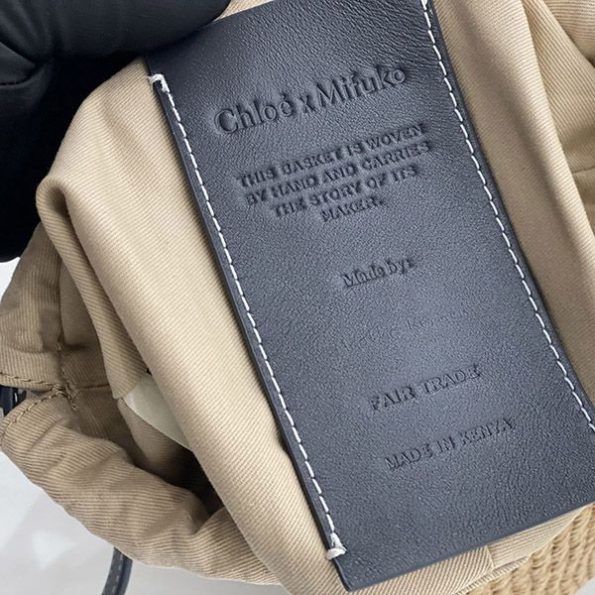 Chloé x Mifuko
THIS BASKET IS WOVEN
BY HAND AND CARRIES
THE STORY OF ITS
MAKER.
Made by:
FAIR TRADE
MADE IN KENYA